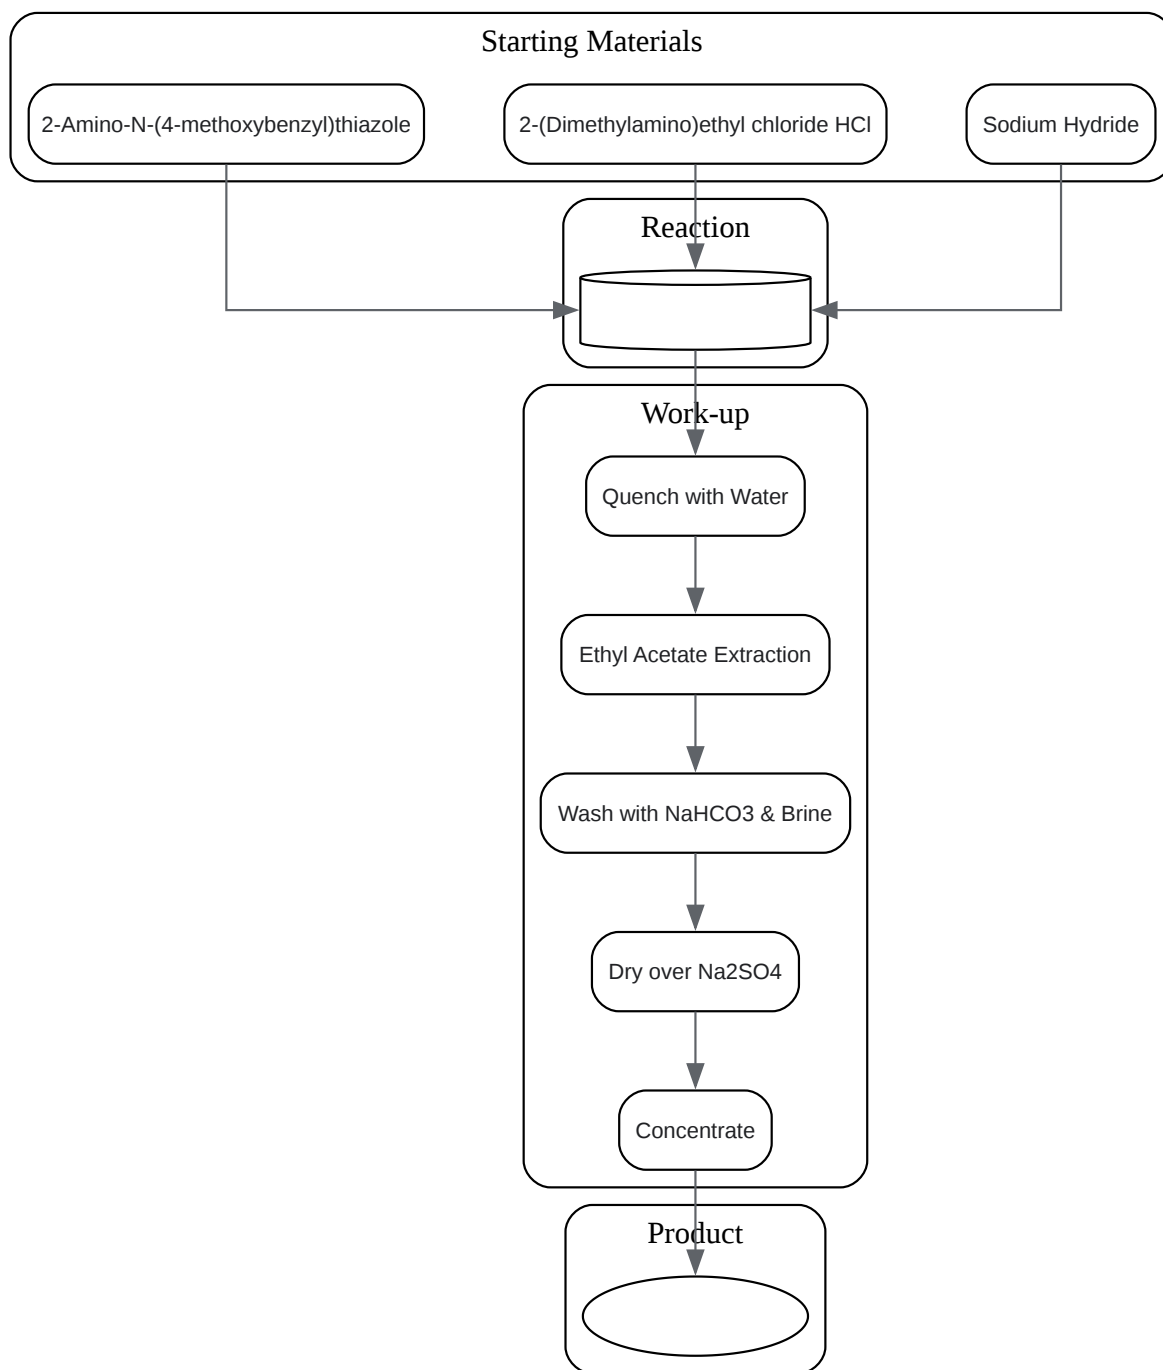 Starting Materials
2-Amino-N-(4-methoxybenzyl)thiazole
2-(Dimethylamino)ethyl chloride HCl
Sodium Hydride
Reaction
Work-up
Quench with Water
Ethyl Acetate Extraction
Wash with NaHCO3 & Brine
Dry over Na2SO4
Concentrate
Product